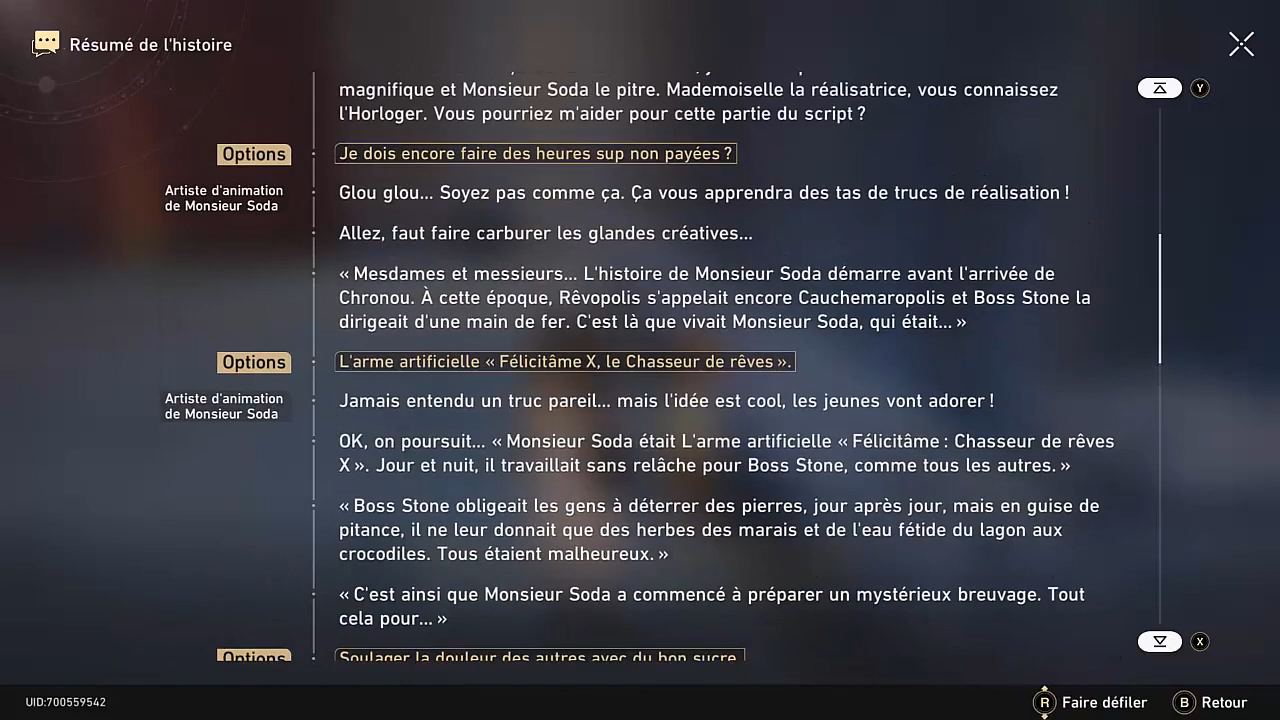 Résumé de l'histoire
magnifique et Monsieur Soda le pitre. Mademoiselle la réalisatrice, vous connaissez
l'Horloger. Vous pourriez m'aider pour cette partie du script ?
Options
Je dois encore faire des heures sup non payées ?
Artiste d'animation
de Monsieur Soda
Glou glou... Soyez pas comme ça. Ça vous apprendra des tas de trucs de réalisation !
Allez, faut faire carburer les glandes créatives...
« Mesdames et messieurs... L'histoire de Monsieur Soda démarre avant l'arrivée de
Chronou. À cette époque, Rêvopolis s'appelait encore Cauchemaropolis et Boss Stone la
dirigeait d'une main de fer. C'est là que vivait Monsieur Soda, qui était... »
Options
L'arme artificielle « Félicitâme X, le Chasseur de rêves ».
Artiste d'animation
de Monsieur Soda
Jamais entendu un truc pareil... mais l'idée est cool, les jeunes vont adorer !
OK, on poursuit... « Monsieur Soda était L'arme artificielle « Félicitâme : Chasseur de rêves
X ». Jour et nuit, il travaillait sans relâche pour Boss Stone, comme tous les autres. »
« Boss Stone obligeait les gens à déterrer des pierres, jour après jour, mais en guise de
pitance, il ne leur donnait que des herbes des marais et de l'eau fétide du lagon aux
crocodiles. Tous étaient malheureux. »
« C'est ainsi que Monsieur Soda a commencé à préparer un mystérieux breuvage. Tout
cela pour... »
Options
Soulager la douleur des autres avec du bon sucre.
Y
X
UID:700559542
R Faire défiler
B Retour